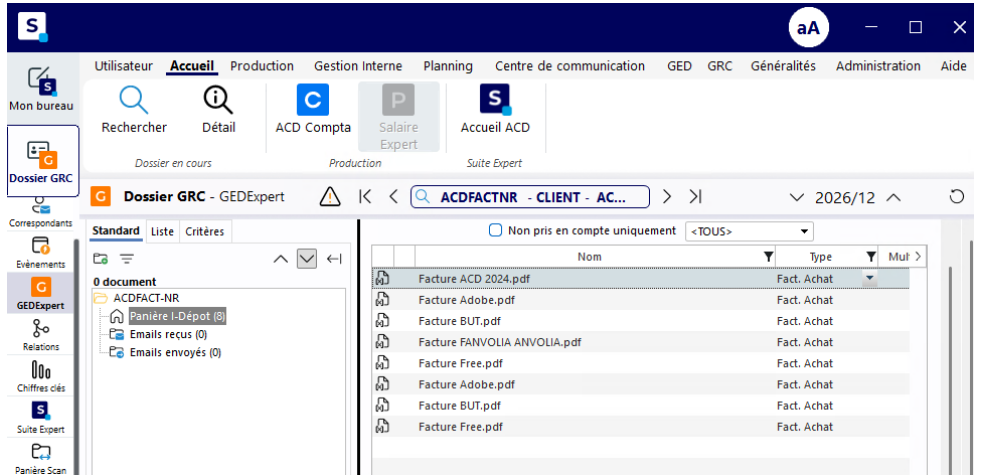 S
aA
Utilisateur Accueil Production Gestion Interne Planning Centre de communication GED GRC Généralités Administration Aide
S
Mon bureau
Rechercher
Détail
C
ACD Compta
P
Salaire
Expert
S
Accueil ACD
Dossier en cours
Production
Suite Expert
G
Dossier GRC
G Dossier GRC - GEDExpert
ACDFACTNR - CLIENT - AC...
2026/12
Correspondants
Evènements
G
GEDExpert
Relations
Chiffres clés
S
Suite Expert
Panière Scan
Standard Liste Critères
0 document
ACDFACT-NR
Panière I-Dépot (8)
Emails reçus (0)
Emails envoyés (0)
Non pris en compte uniquement <TOUS>
Nom Type Mult >
Facture ACD 2024.pdf Fact. Achat
Facture Adobe.pdf Fact. Achat
Facture BUT.pdf Fact. Achat
Facture FANVOLIA ANVOLIA.pdf Fact. Achat
Facture Free.pdf Fact. Achat
Facture Adobe.pdf Fact. Achat
Facture BUT.pdf Fact. Achat
Facture Free.pdf Fact. Achat